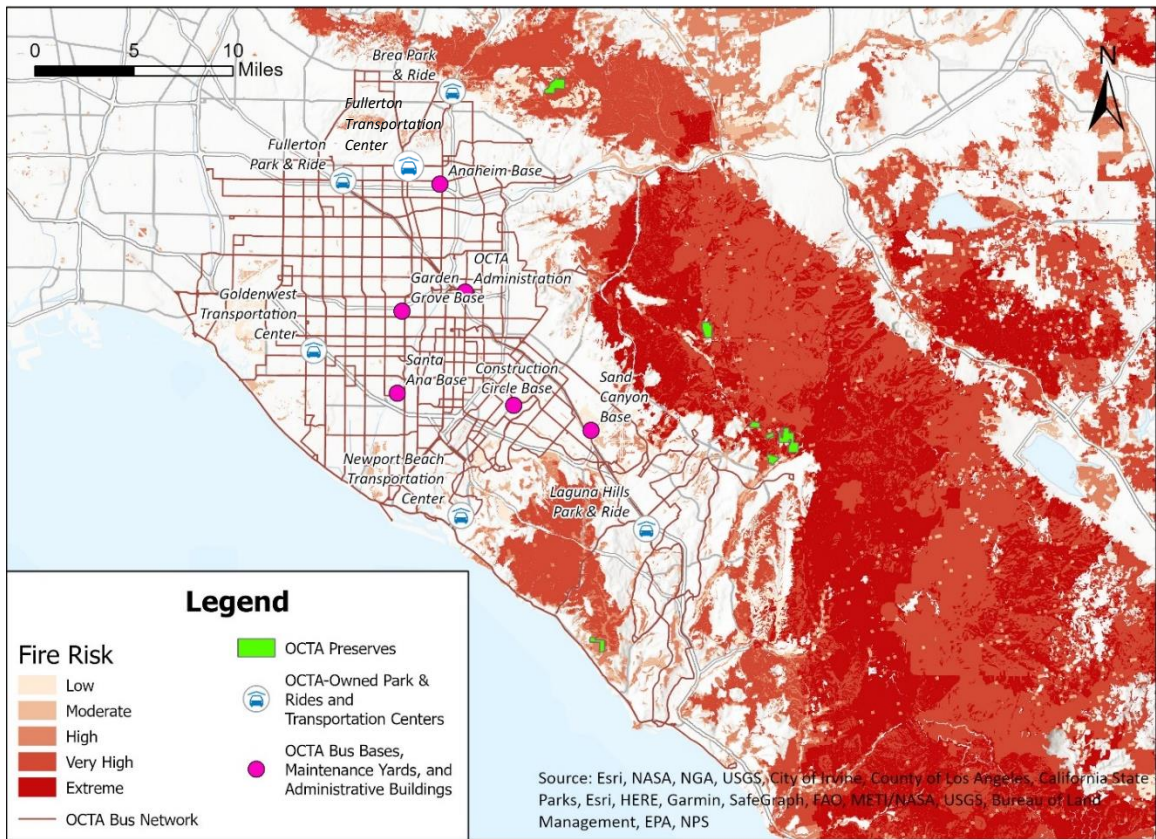 0 5 10
Miles
N
Brea Park
& Ride
Fullerton
Transportation
Center
Fullerton
Park & Ride
Anaheim Base
OCTA
Administration
Garden
Grove Base
Goldenwest
Transportation
Center
Santa
Ana Base
Construction
Circle Base
Sand
Canyon
Base
Newport Beach
Transportation
Center
Laguna Hills
Park & Ride
Legend
Fire Risk
Low
Moderate
High
Very High
Extreme
OCTA Bus Network
OCTA Preserves
OCTA-Owned Park &
Rides and
Transportation Centers
OCTA Bus Bases,
Maintenance Yards, and
Administrative Buildings
Source: Esri, NASA, NGA, USGS, City of Irvine, County of Los Angeles, California State
Parks, Esri, HERE, Garmin, SafeGraph, FAO, METI/NASA, USGS, Bureau of Land
Management, EPA, NPS